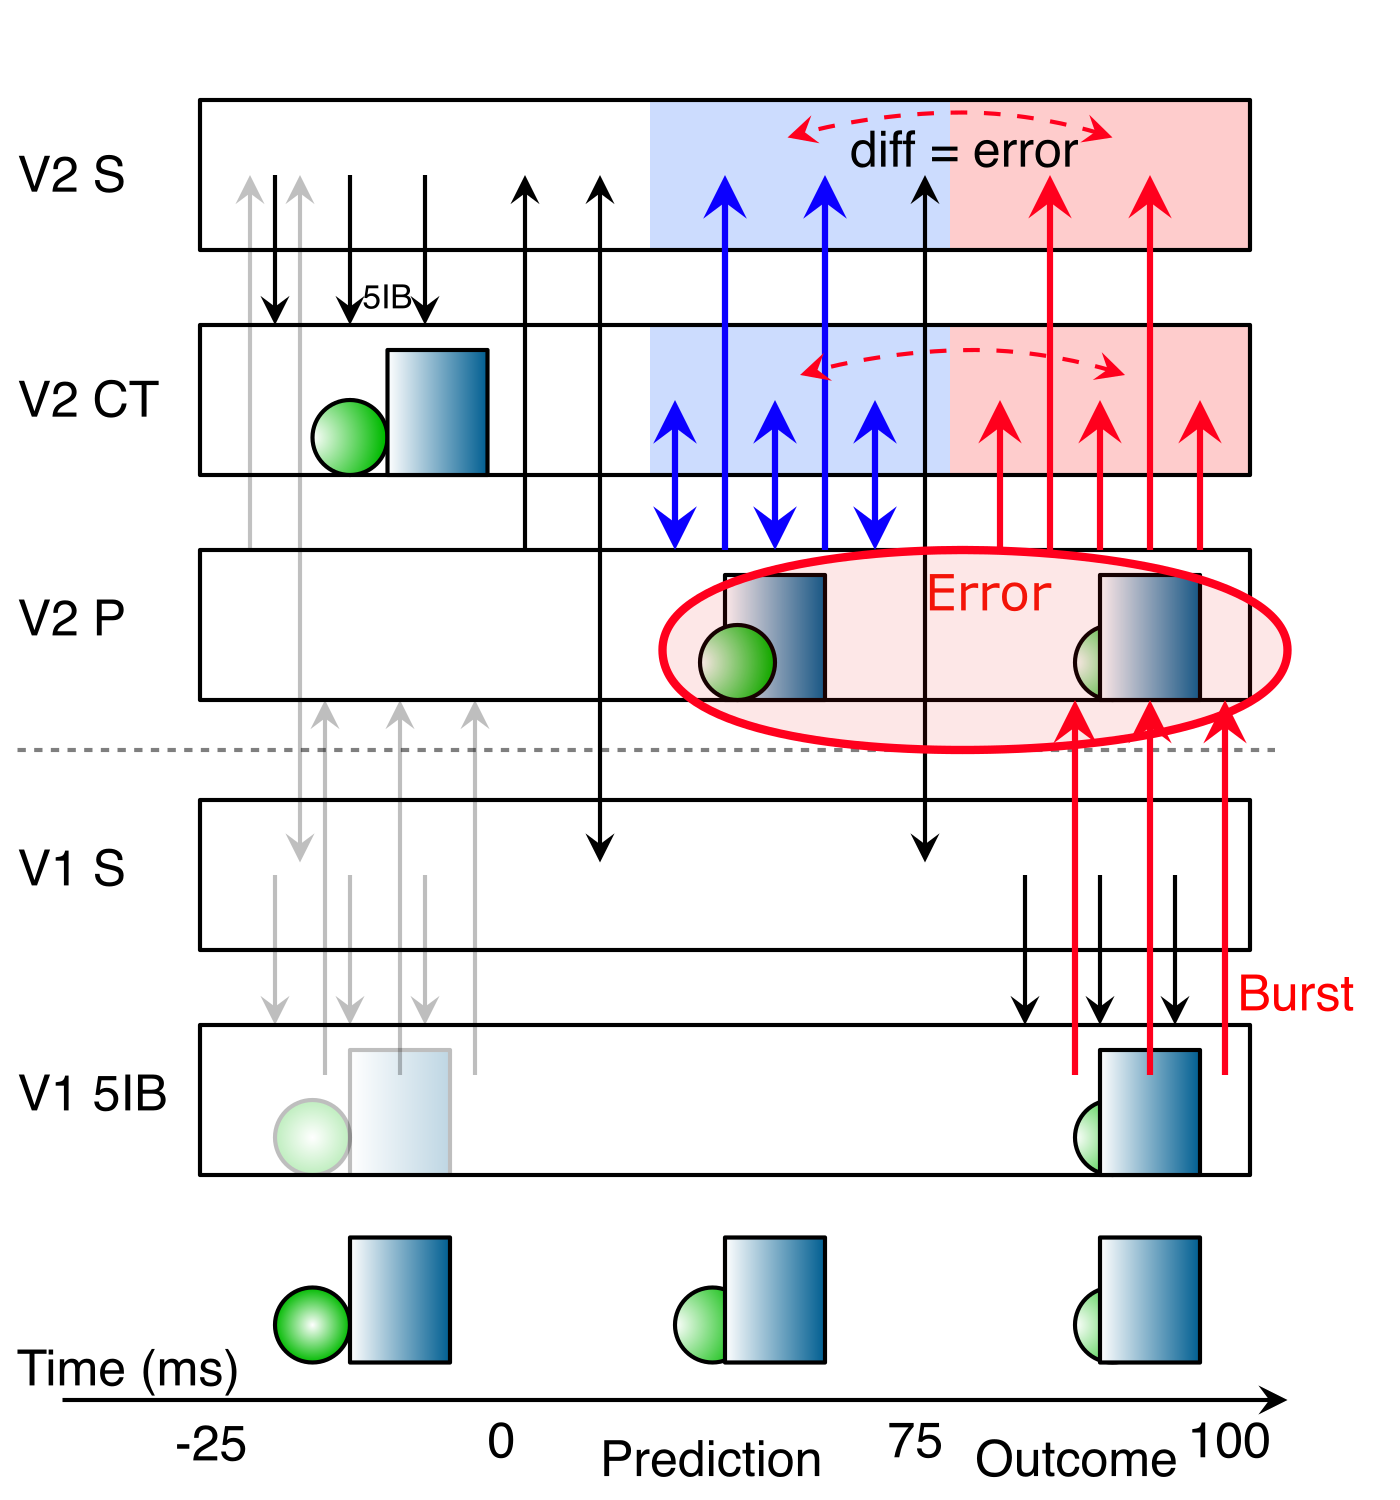 diff = error
V2 S
5IB
V2 CT
Error
V2 P
V1 S
Burst
V1 5IB
Time (ms)
-25 0 Prediction 75 Outcome 100